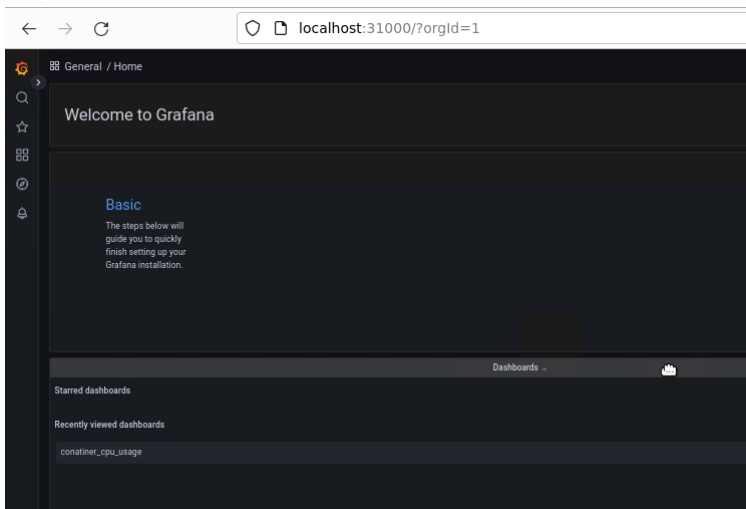 localhost:31000/?orgId=1
General / Home
Welcome to Grafana
Basic
The steps below will
guide you to quickly
finish setting up your
Grafana installation.
Dashboards
Starred dashboards
Recently viewed dashboards
conatiner_cpu_usage